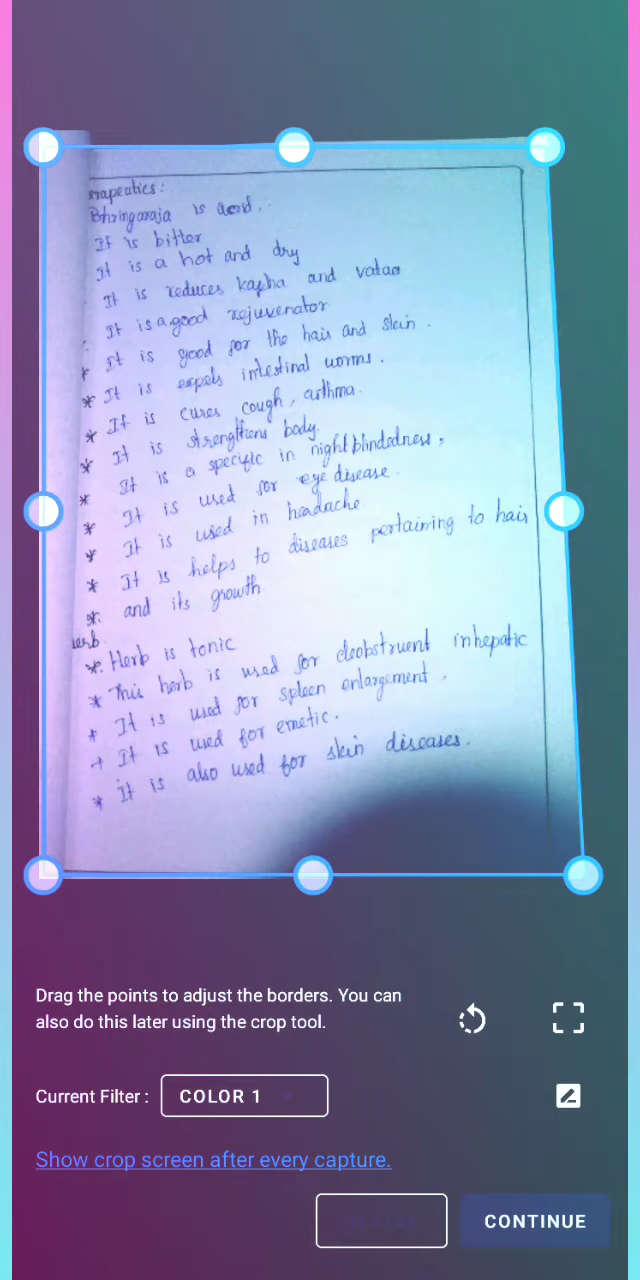 erapeutics:
Bhringaraja is acrid.
It is bitter
It is a hot and dry
It is reduces kapha and vataa
It is a good rejuvenator
* It is good for the hair and skin.
* It is expels intestinal worms.
* It is cures cough, asthma.
* It is strengthens body.
* It is a specific in night blindedness,
* It is used for eye disease.
* It is used in headache
* It is helps to diseases pertaining to hair
* and its growth
erb
* Herb is tonic
* This herb is used for deobstruent inhepatic
* It is used for spleen enlargement.
+ It is used for emetic.
* it is also used for skin diseases.
Drag the points to adjust the borders. You can
also do this later using the crop tool.
Current Filter : COLOR 1
Show crop screen after every capture.
CONTINUE